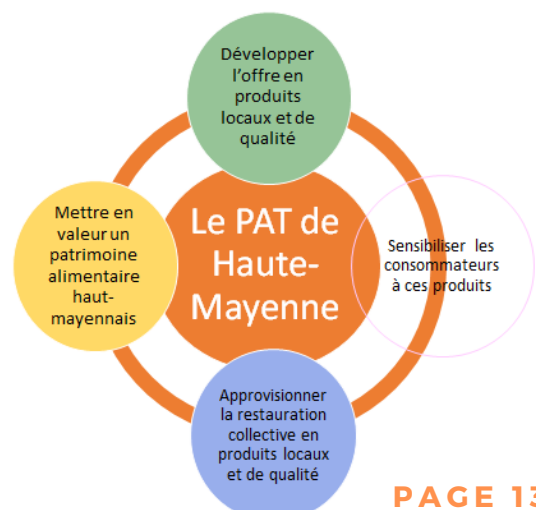 Développer
l'offre en
produits
locaux et de
qualité
Mettre en
valeur un
patrimoine
alimentaire
haut-
mayennais
Le PAT de
Haute-
Mayenne
Sensibiliser les
consommateurs
à ces produits
Approvisionner
la restauration
collective en
produits locaux
et de qualité
PAGE 13